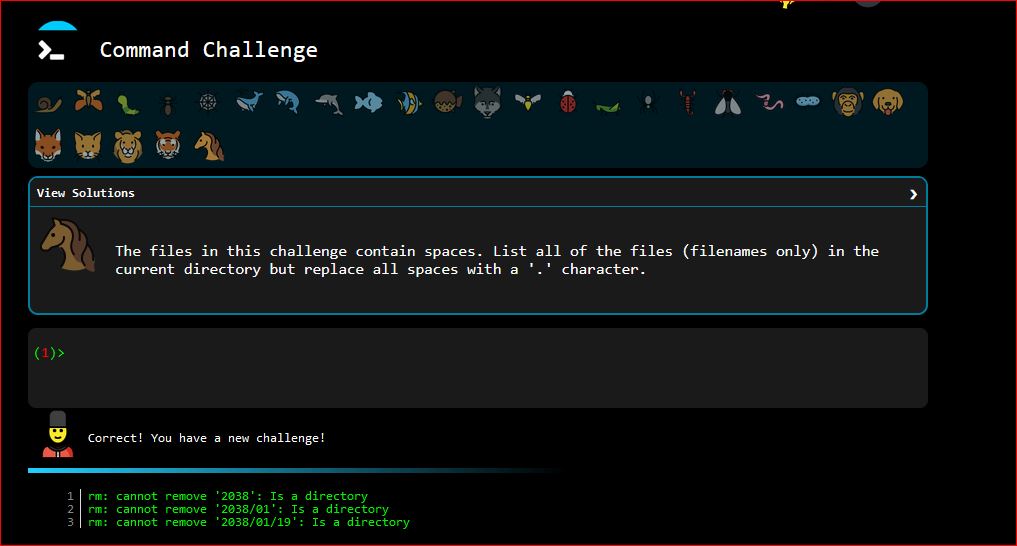 Command Challenge
View Solutions
The files in this challenge contain spaces. List all of the files (filenames only) in the
current directory but replace all spaces with a '.' character.
(1)>
Correct! You have a new challenge!
1 rm: cannot remove '2038': Is a directory
2 rm: cannot remove '2038/01': Is a directory
3 rm: cannot remove '2038/01/19': Is a directory